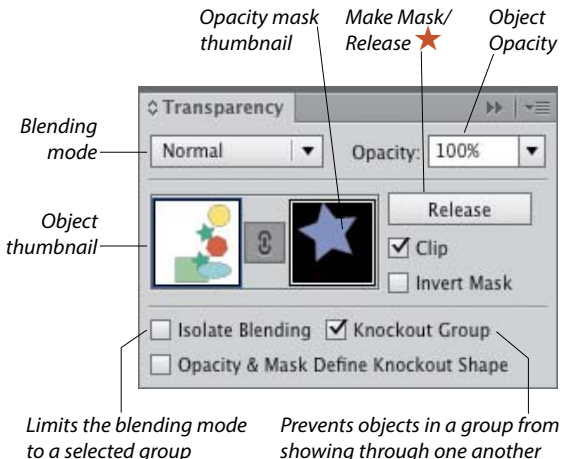 Opacity mask
thumbnail
Make Mask/
Release
Object
Opacity
Transparency
Blending
mode
Normal
Opacity: 100%
Object
thumbnail
Release
Clip
Invert Mask
Isolate Blending
Knockout Group
Opacity & Mask Define Knockout Shape
Limits the blending mode
to a selected group
Prevents objects in a group from
showing through one another